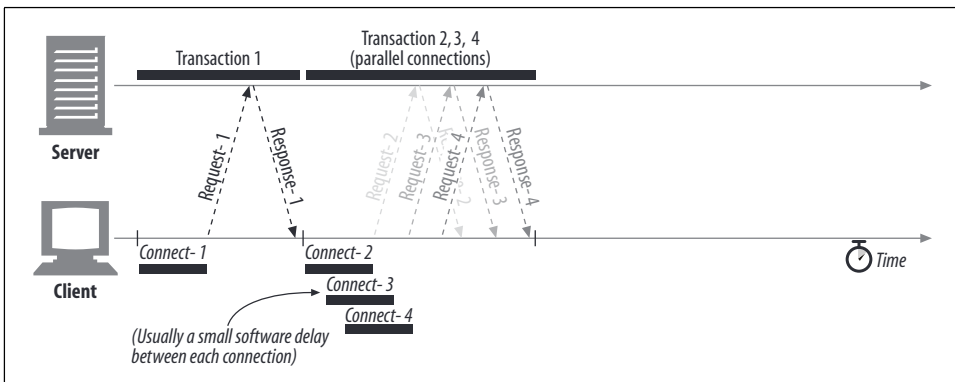 Transaction 1
Transaction 2, 3, 4
(parallel connections)
Server
Request- 1
Response- 1
Request- 2
Request- 3
Request- 4
Response- 3
Response- 4
Connect- 1
Connect- 2
Connect- 3
Connect- 4
Time
Client
(Usually a small software delay
between each connection)